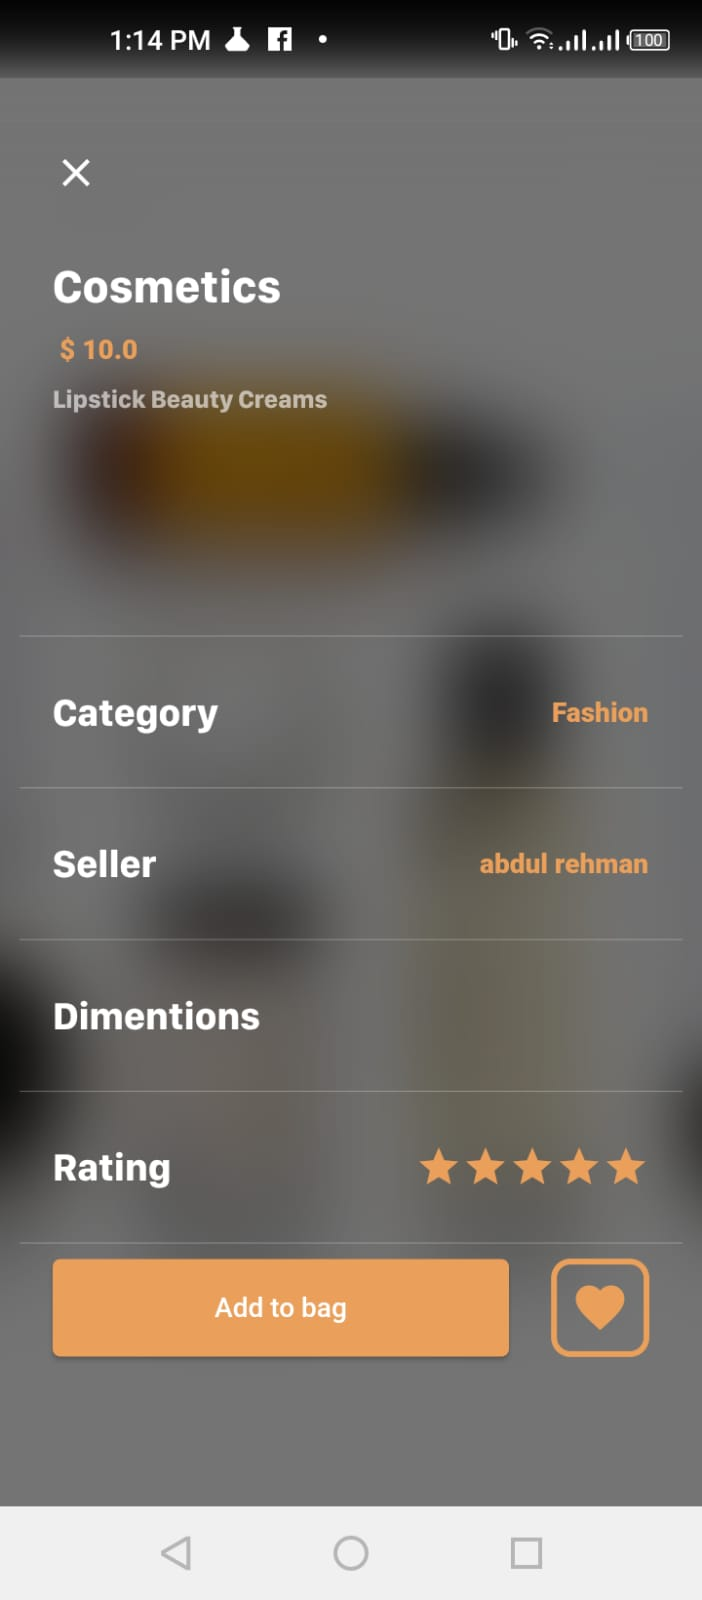 1:14 PM
100
Cosmetics
$ 10.0
Lipstick Beauty Creams
Category
Fashion
Seller
abdul rehman
Dimentions
Rating
Add to bag